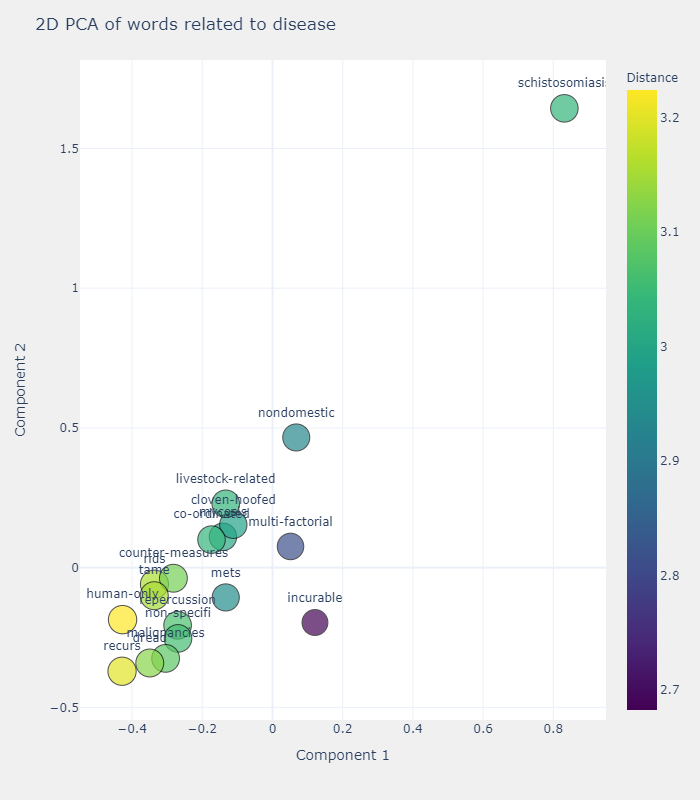 2D PCA of words related to disease
Distance
schistosomiasis
3.2
1.5
3.1
1
3
Component 2
nondomestic
0.5
2.9
livestock-related
cloven-hoofed
co-ordinated
multi-factorial
counter-measures
rids
0
tame
mets
2.8
human-only
repercussion
incurable
non-specifi
malignancies
dread
recurs
2.7
−0.5
−0.4
−0.2
0
0.2
0.4
0.6
0.8
Component 1